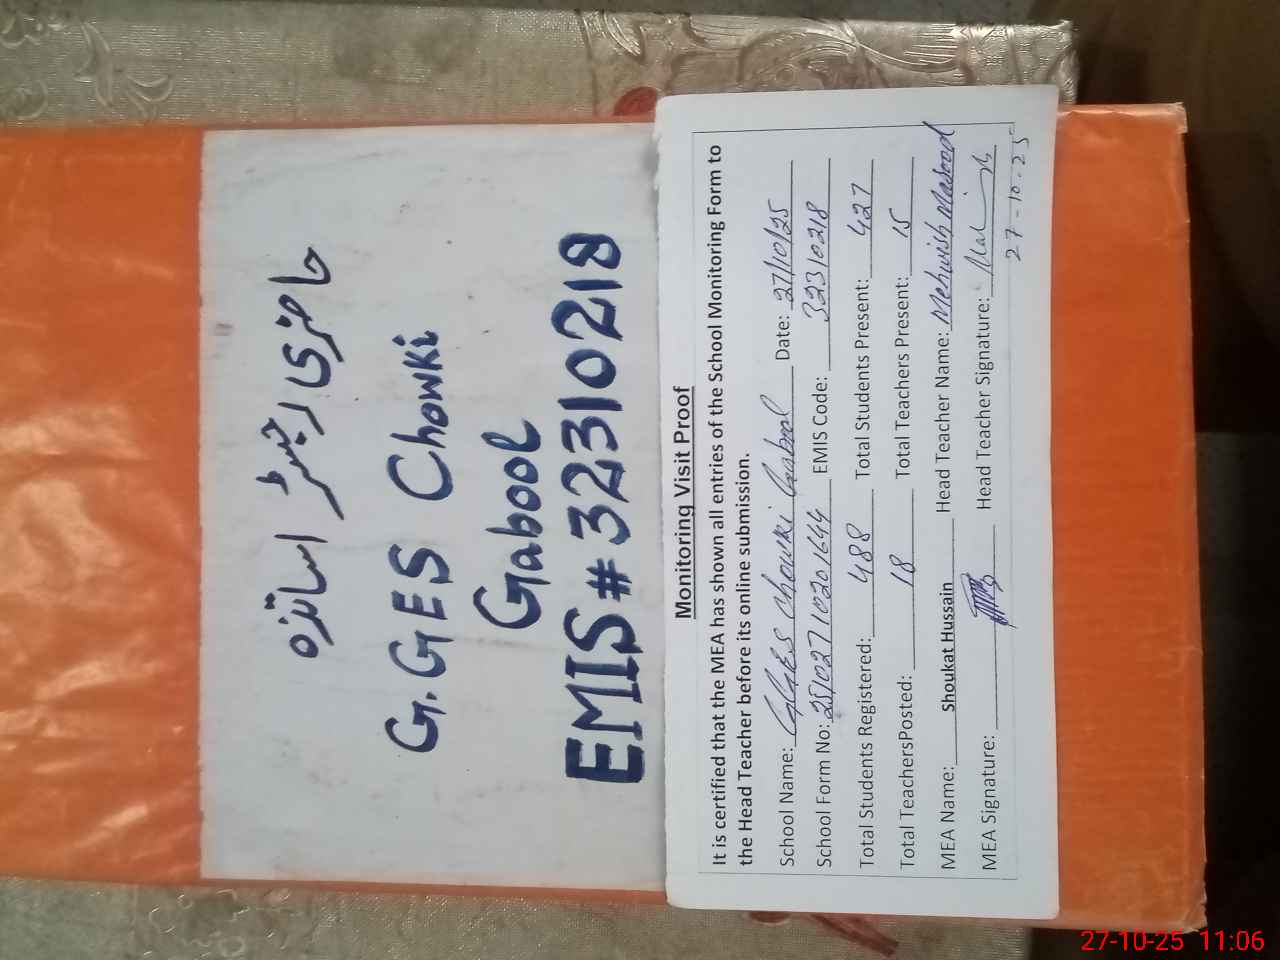 حاضری رجسٹر اساتذہ
G.GES Chowki
Gabool
EMIS # 32310218
Monitoring Visit Proof
It is certified that the MEA has shown all entries of the School Monitoring Form to
the Head Teacher before its online submission.
School Name: GGES Chowki Gabool Date: 27/10/25
School Form No: 251027110201644 EMIS Code: 32310218
Total Students Registered: 488 Total Students Present: 427
Total TeachersPosted: 18 Total Teachers Present: 15
MEA Name: Shoukat Hussain Head Teacher Name: Mehwish Masood
MEA Signature: Head Teacher Signature:
27-10-25
27-10-25 11:06